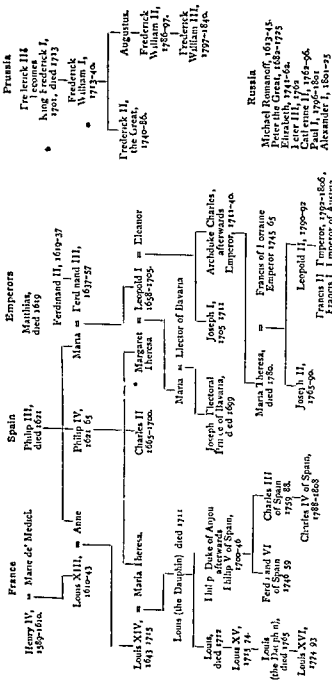 France
Henry IV, = Marie de' Medici.
1589-1610.
Louis XIII, = Anne
1610-43
Louis XIV, = Maria Theresa.
1643 1715
Louis (the Dauphin) died 1711
Louis,
died 1712
Louis XV,
1715 74.
Louis
(the Dauphin),
died 1765
Louis XVI,
1774 93
Philip Duke of Anjou
afterwards
Philip V of Spain,
1700-46
Ferdinand VI
of Spain
1746 59
Charles III
of Spain
1759 88.
Charles IV of Spain,
1788-1808
Spain
Philip III,
died 1621
Philip IV,
1621 65
Charles II
1665-1700.
Margaret
Theresa
Emperors
Matthias,
died 1619
Ferdinand II, 1619-37
Maria = Ferdinand III,
1637-57
= Leopold I = Eleanor
1658-1705.
Maria = Elector of Bavaria
Joseph Electoral
Prince of Bavaria,
died 1699
Joseph I,
1705 1711
Archduke Charles,
afterwards
Emperor, 1711-40.
Maria Theresa, = Francis of Lorraine
died 1780. Emperor 1745 65
Joseph II,
1765-90.
Leopold II, 1790-92
Francis II Emperor, 1792-1806,
Prussia
Frederick III
becomes
King Frederick I,
1701, died 1713
Frederick
William I,
1713-40.
Frederick II,
the Great,
1740-86.
Augustus.
Frederick
William II,
1786-97.
Frederick
William III,
1797-1840.
Russia
Michael Romanoff, 1613-45.
Peter the Great, 1682-1725
Elizabeth, 1741-62.
Peter III, 1762
Catherine II, 1762-96.
Paul I, 1796-1801
Alexander I, 1801-25